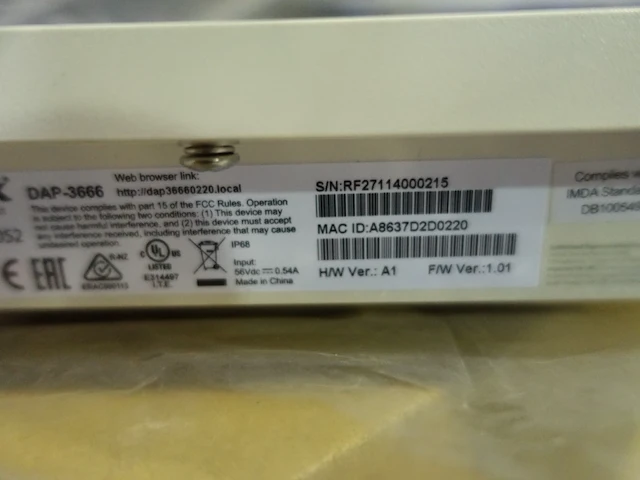 DAP-3666
Web browser link:
http://dap36660220.local
This device complies with part 15 of the FCC Rules. Operation
is subject to the following two conditions: (1) This device may
not cause harmful interference, and (2) this device must accept
any interference received, including interference that may cause
undesired operation.
IP68
UL
LISTED
E314467
I.T.E.
Input:
56Vdc 0.54A
Made in China
S/N:RF27114000215
MAC ID:A8637D2D0220
H/W Ver.: A1 F/W Ver.:1.01
Complies
IMDA